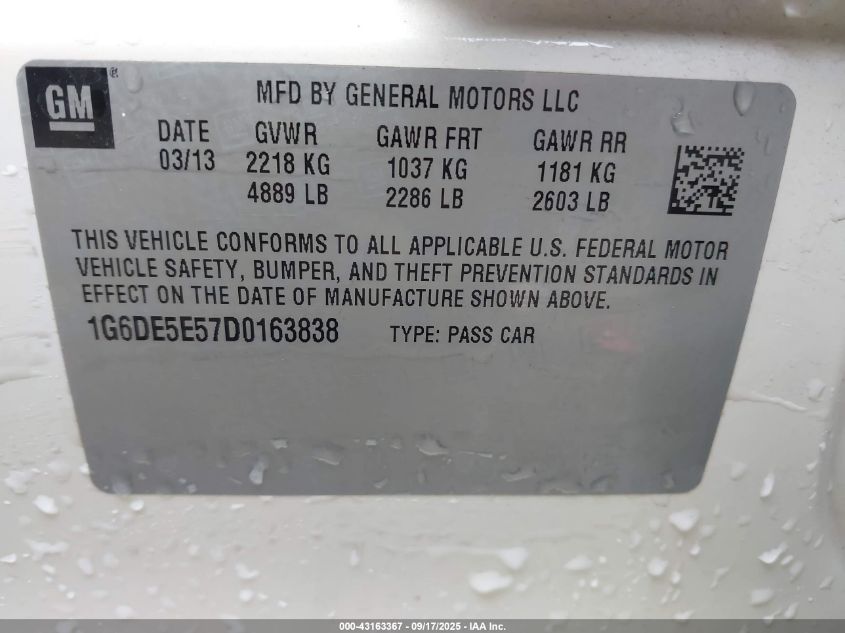 GM ®
MFD BY GENERAL MOTORS LLC
DATE GVWR GAWR FRT GAWR RR
03/13 2218 KG 1037 KG 1181 KG
4889 LB 2286 LB 2603 LB
THIS VEHICLE CONFORMS TO ALL APPLICABLE U.S. FEDERAL MOTOR
VEHICLE SAFETY, BUMPER, AND THEFT PREVENTION STANDARDS IN
EFFECT ON THE DATE OF MANUFACTURE SHOWN ABOVE.
1G6DE5E57D0163838 TYPE: PASS CAR
000-43163367 - 09/17/2025 - IAA Inc.